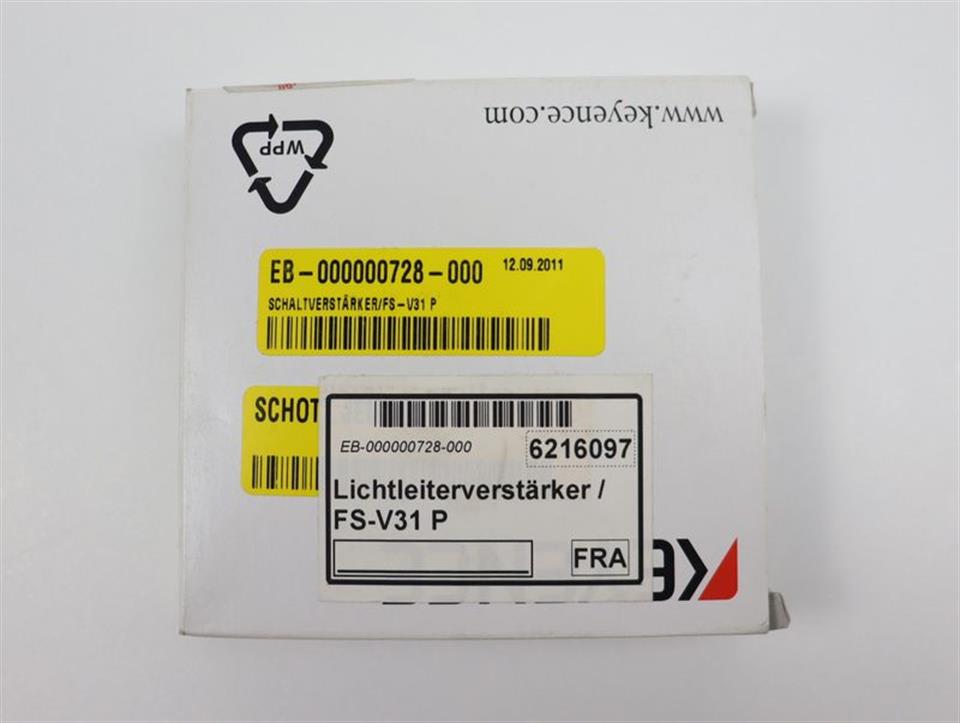 www.keyence.com
WPP
EB-000000728-000 12.09.2011
SCHALTVERSTÄRKER/FS-V31 P
SCHOT
EB-000000728-000 6216097
Lichtleiterverstärker /
FS-V31 P
FRA